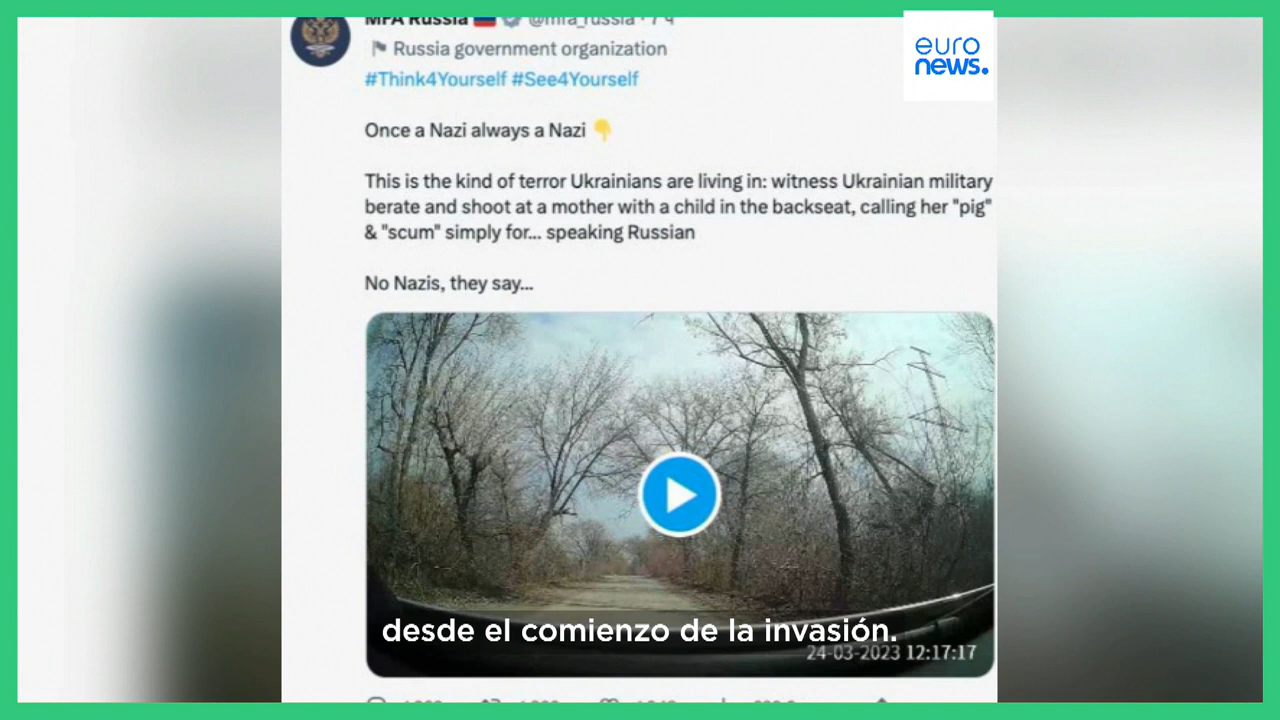 MFA Russia @mfa_russia
euro
news.
Russia government organization
#Think4Yourself #See4Yourself
Once a Nazi always a Nazi
This is the kind of terror Ukrainians are living in: witness Ukrainian military
berate and shoot at a mother with a child in the backseat, calling her "pig"
& "scum" simply for... speaking Russian
No Nazis, they say...
desde el comienzo de la invasión.
24-03-2023 12:17:17